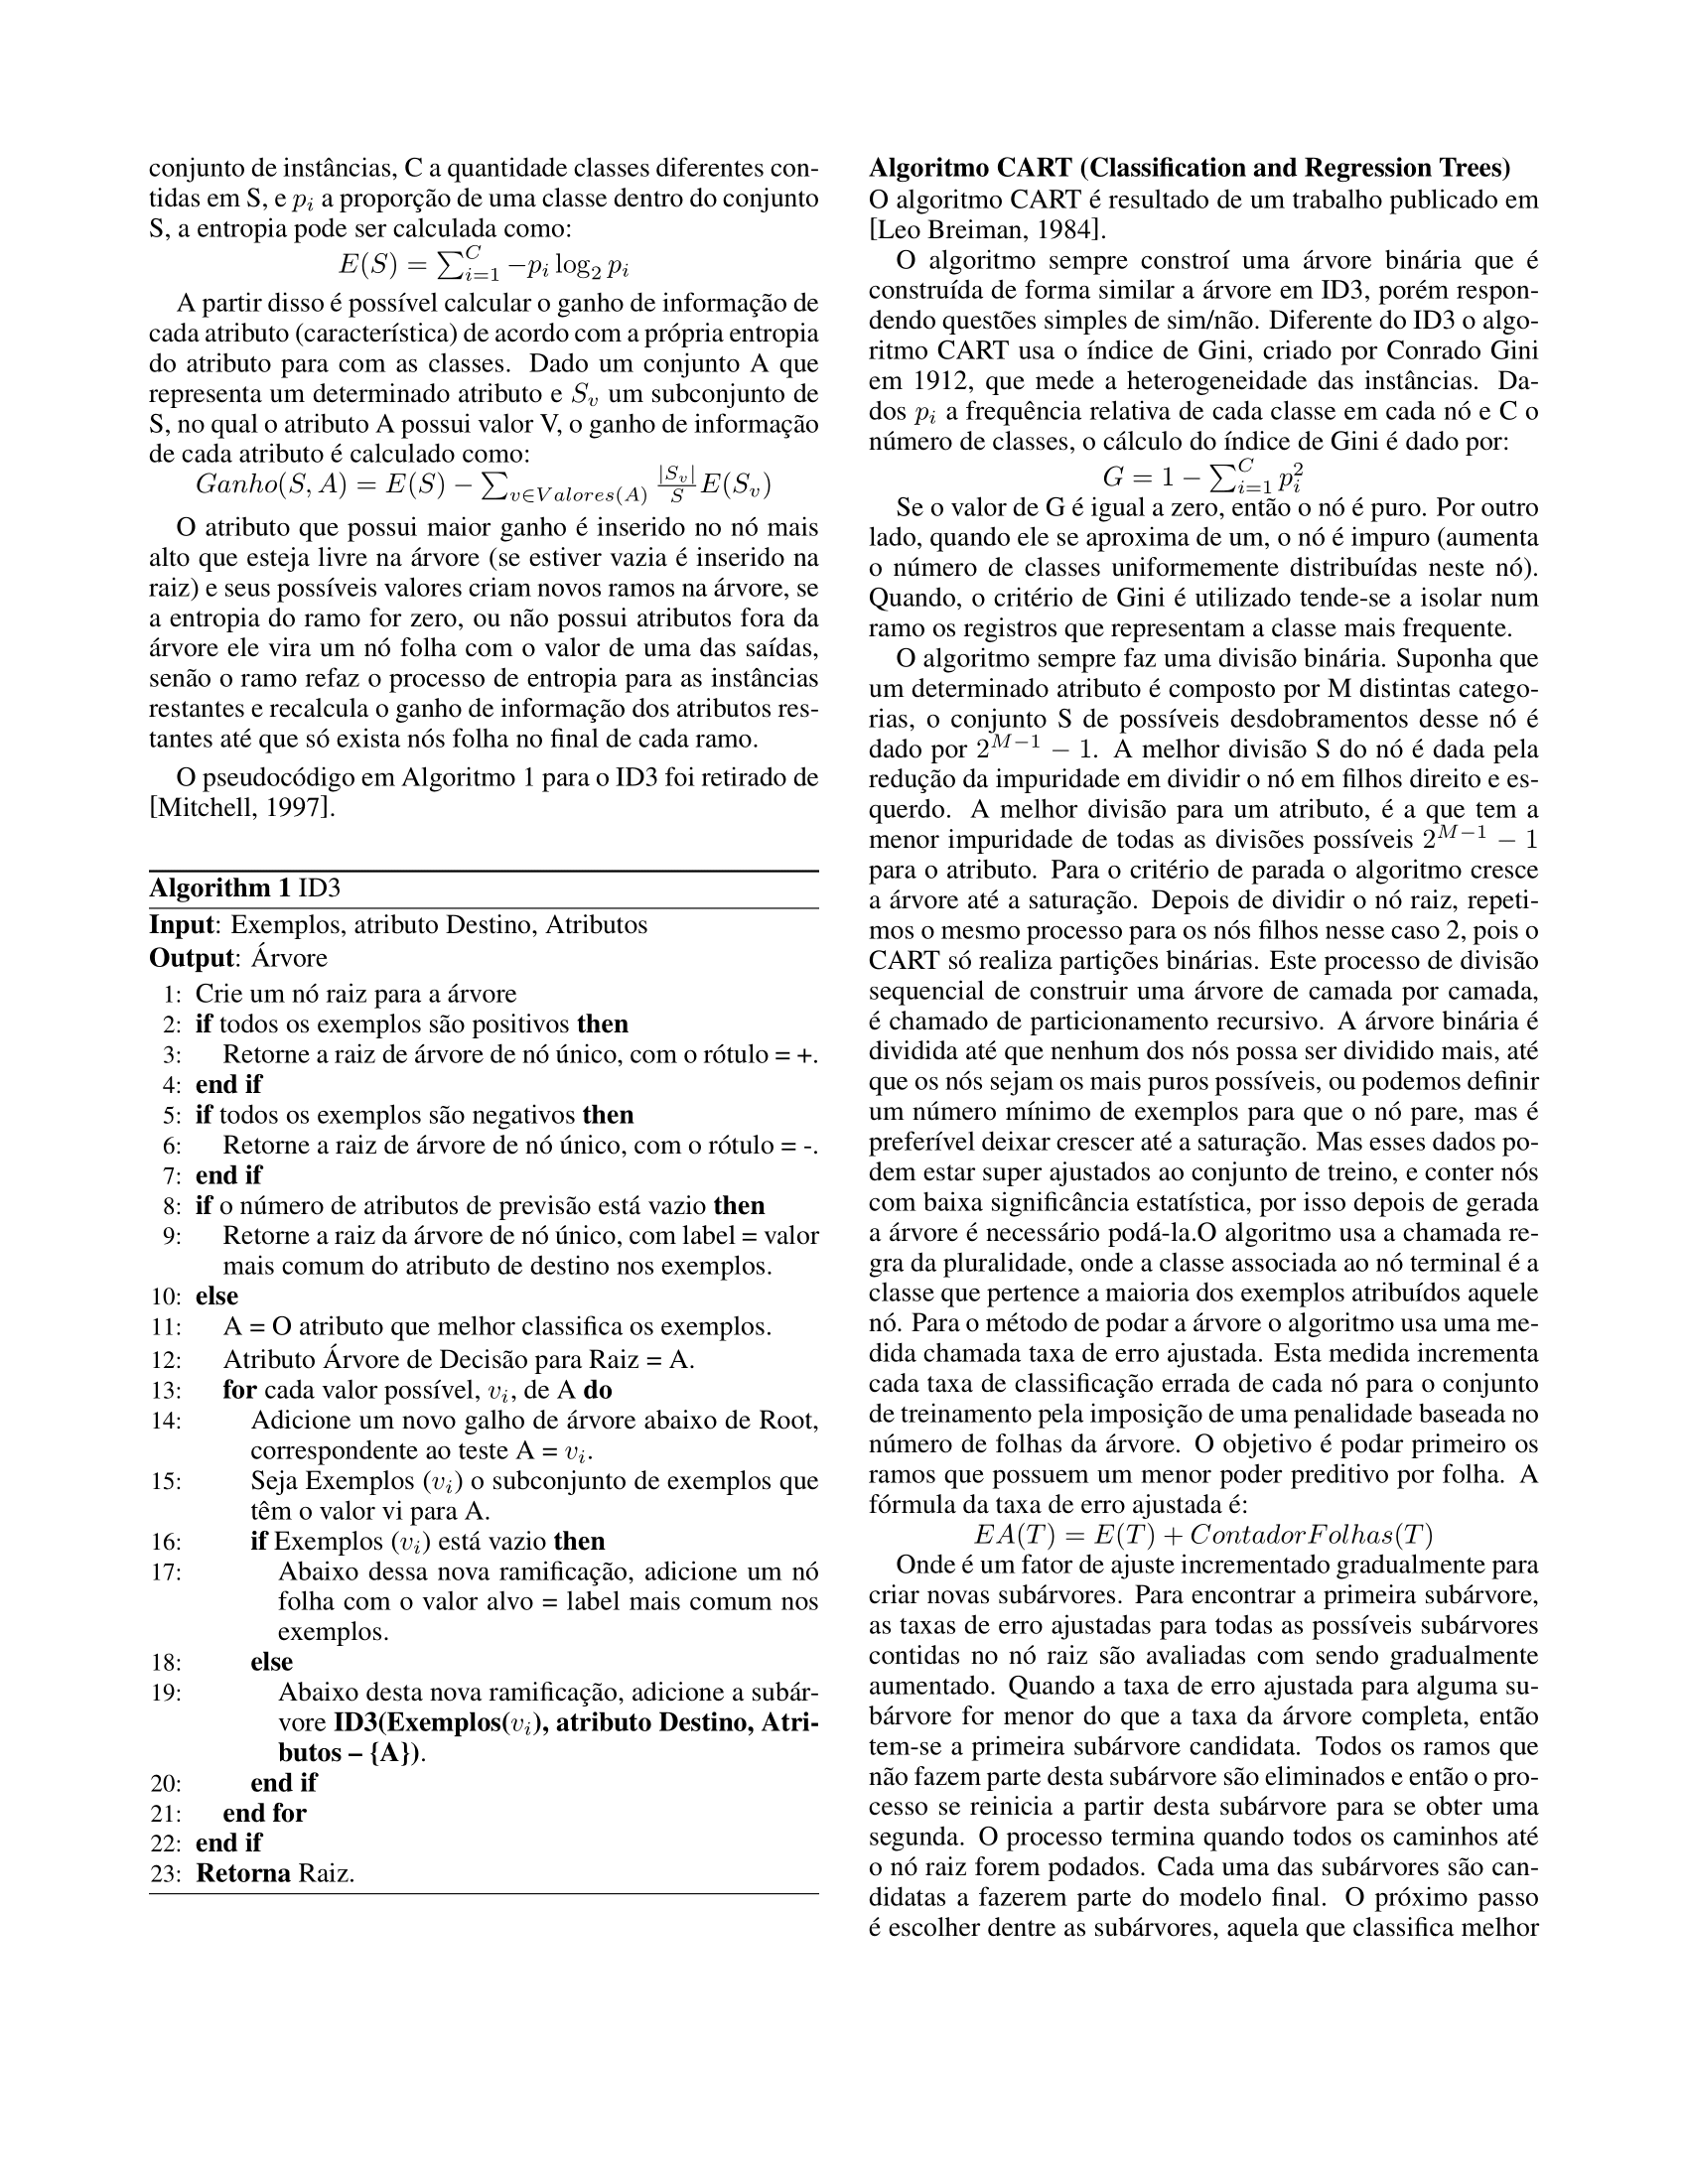 conjunto de instâncias, C a quantidade classes diferentes con-
tidas em S, e p_i a proporção de uma classe dentro do conjunto
S, a entropia pode ser calculada como:
E(S) = ∑_{i=1}^{C} −p_i log_2 p_i
A partir disso é possível calcular o ganho de informação de
cada atributo (característica) de acordo com a própria entropia
do atributo para com as classes. Dado um conjunto A que
representa um determinado atributo e S_v um subconjunto de
S, no qual o atributo A possui valor V, o ganho de informação
de cada atributo é calculado como:
Ganho(S, A) = E(S) − ∑_{v∈Valores(A)} \frac{|S_v|}{S} E(S_v)
O atributo que possui maior ganho é inserido no nó mais
alto que esteja livre na árvore (se estiver vazia é inserido na
raiz) e seus possíveis valores criam novos ramos na árvore, se
a entropia do ramo for zero, ou não possui atributos fora da
árvore ele vira um nó folha com o valor de uma das saídas,
senão o ramo refaz o processo de entropia para as instâncias
restantes e recalcula o ganho de informação dos atributos res-
tantes até que só exista nós folha no final de cada ramo.
O pseudocódigo em Algoritmo 1 para o ID3 foi retirado de
[Mitchell, 1997].
Algorithm 1 ID3
Input: Exemplos, atributo Destino, Atributos
Output: Árvore
1: Crie um nó raiz para a árvore
2: if todos os exemplos são positivos then
3: Retorne a raiz de árvore de nó único, com o rótulo = +.
4: end if
5: if todos os exemplos são negativos then
6: Retorne a raiz de árvore de nó único, com o rótulo = -.
7: end if
8: if o número de atributos de previsão está vazio then
9: Retorne a raiz da árvore de nó único, com label = valor
mais comum do atributo de destino nos exemplos.
10: else
11: A = O atributo que melhor classifica os exemplos.
12: Atributo Árvore de Decisão para Raiz = A.
13: for cada valor possível, v_i, de A do
14: Adicione um novo galho de árvore abaixo de Root,
correspondente ao teste A = v_i.
15: Seja Exemplos (v_i) o subconjunto de exemplos que
têm o valor vi para A.
16: if Exemplos (v_i) está vazio then
17: Abaixo dessa nova ramificação, adicione um nó
folha com o valor alvo = label mais comum nos
exemplos.
18: else
19: Abaixo desta nova ramificação, adicione a subár-
vore ID3(Exemplos(v_i), atributo Destino, Atri-
butos – {A}).
20: end if
21: end for
22: end if
23: Retorna Raiz.
Algoritmo CART (Classification and Regression Trees)
O algoritmo CART é resultado de um trabalho publicado em
[Leo Breiman, 1984].
O algoritmo sempre constroí uma árvore binária que é
construída de forma similar a árvore em ID3, porém respon-
dendo questões simples de sim/não. Diferente do ID3 o algo-
ritmo CART usa o índice de Gini, criado por Conrado Gini
em 1912, que mede a heterogeneidade das instâncias. Da-
dos p_i a frequência relativa de cada classe em cada nó e C o
número de classes, o cálculo do índice de Gini é dado por:
G = 1 − ∑_{i=1}^{C} p_i^2
Se o valor de G é igual a zero, então o nó é puro. Por outro
lado, quando ele se aproxima de um, o nó é impuro (aumenta
o número de classes uniformemente distribuídas neste nó).
Quando, o critério de Gini é utilizado tende-se a isolar num
ramo os registros que representam a classe mais frequente.
O algoritmo sempre faz uma divisão binária. Suponha que
um determinado atributo é composto por M distintas catego-
rias, o conjunto S de possíveis desdobramentos desse nó é
dado por 2^{M−1} − 1. A melhor divisão S do nó é dada pela
redução da impuridade em dividir o nó em filhos direito e es-
querdo. A melhor divisão para um atributo, é a que tem a
menor impuridade de todas as divisões possíveis 2^{M−1} − 1
para o atributo. Para o critério de parada o algoritmo cresce
a árvore até a saturação. Depois de dividir o nó raiz, repeti-
mos o mesmo processo para os nós filhos nesse caso 2, pois o
CART só realiza partições binárias. Este processo de divisão
sequencial de construir uma árvore de camada por camada,
é chamado de particionamento recursivo. A árvore binária é
dividida até que nenhum dos nós possa ser dividido mais, até
que os nós sejam os mais puros possíveis, ou podemos definir
um número mínimo de exemplos para que o nó pare, mas é
preferível deixar crescer até a saturação. Mas esses dados po-
dem estar super ajustados ao conjunto de treino, e conter nós
com baixa significância estatística, por isso depois de gerada
a árvore é necessário podá-la.O algoritmo usa a chamada re-
gra da pluralidade, onde a classe associada ao nó terminal é a
classe que pertence a maioria dos exemplos atribuídos aquele
nó. Para o método de podar a árvore o algoritmo usa uma me-
dida chamada taxa de erro ajustada. Esta medida incrementa
cada taxa de classificação errada de cada nó para o conjunto
de treinamento pela imposição de uma penalidade baseada no
número de folhas da árvore. O objetivo é podar primeiro os
ramos que possuem um menor poder preditivo por folha. A
fórmula da taxa de erro ajustada é:
EA(T) = E(T) + ContadorFolhas(T)
Onde é um fator de ajuste incrementado gradualmente para
criar novas subárvores. Para encontrar a primeira subárvore,
as taxas de erro ajustadas para todas as possíveis subárvores
contidas no nó raiz são avaliadas com sendo gradualmente
aumentado. Quando a taxa de erro ajustada para alguma su-
bárvore for menor do que a taxa da árvore completa, então
tem-se a primeira subárvore candidata. Todos os ramos que
não fazem parte desta subárvore são eliminados e então o pro-
cesso se reinicia a partir desta subárvore para se obter uma
segunda. O processo termina quando todos os caminhos até
o nó raiz forem podados. Cada uma das subárvores são can-
didatas a fazerem parte do modelo final. O próximo passo
é escolher dentre as subárvores, aquela que classifica melhor